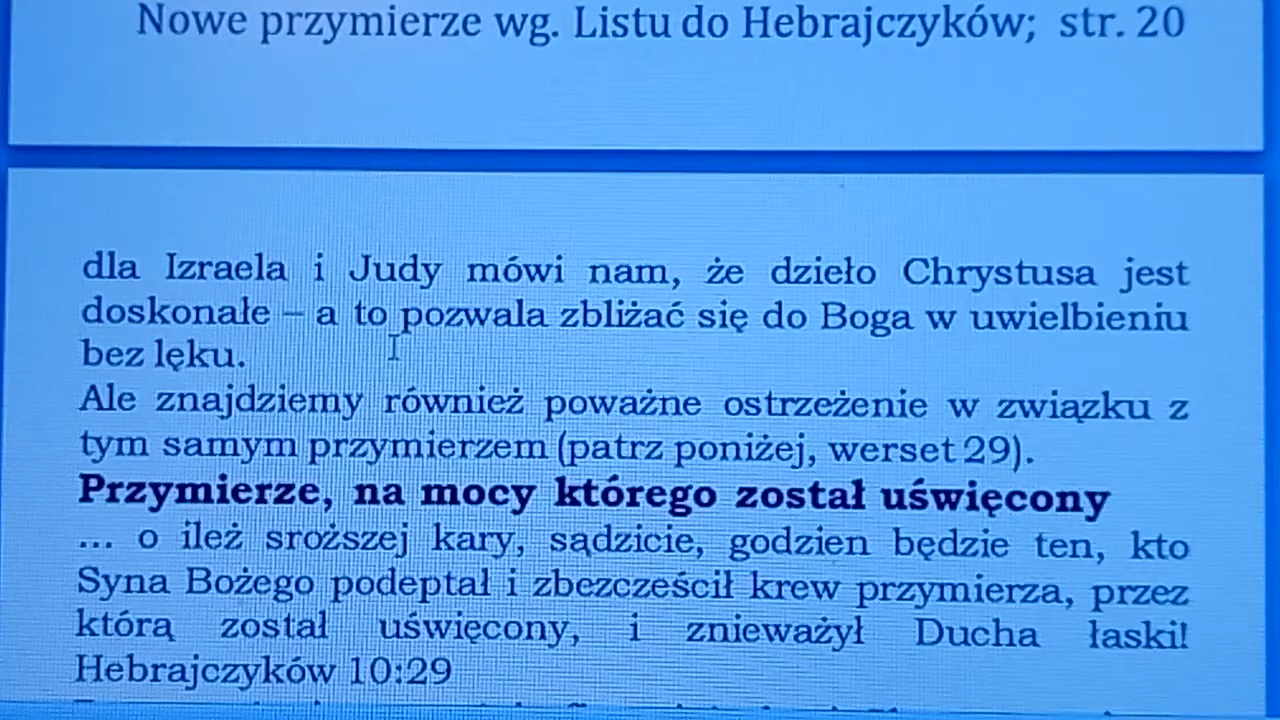 Nowe przymierze wg. Listu do Hebrajczyków; str. 20
dla Izraela i Judy mówi nam, że dzieło Chrystusa jest
doskonałe – a to pozwala zbliżać się do Boga w uwielbieniu
bez lęku.
Ale znajdziemy również poważne ostrzeżenie w związku z
tym samym przymierzem (patrz poniżej, werset 29).
Przymierze, na mocy którego został uświęcony
... o ileż sroższej kary, sądzicie, godzien będzie ten, kto
Syna Bożego podeptał i zbezcześcił krew przymierza, przez
którą został uświęcony, i znieważył Ducha łaski!
Hebrajczyków 10:29